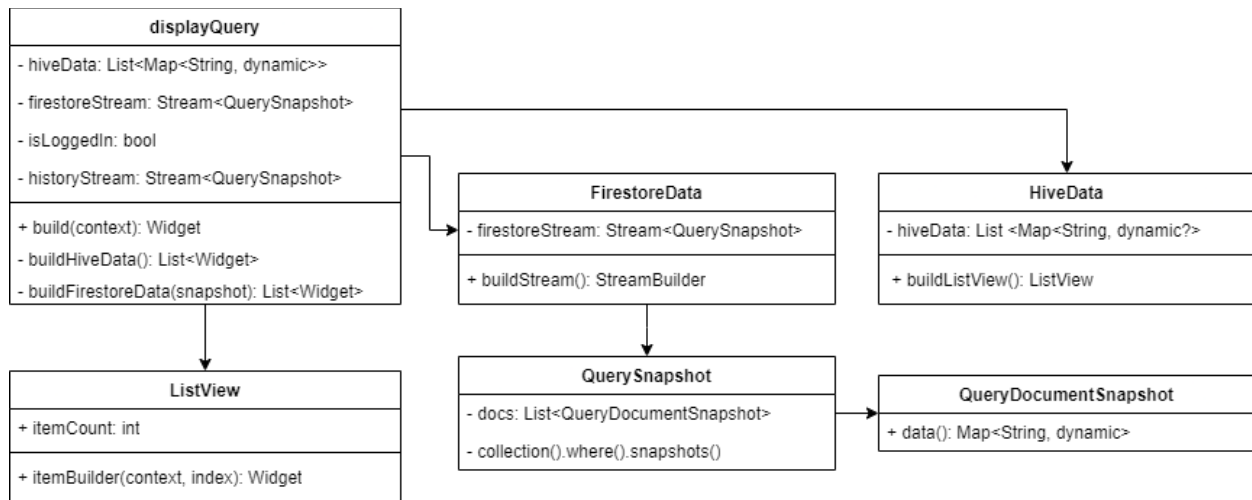 displayQuery
- hiveData: List<Map<String, dynamic>>
- firestoreStream: Stream<QuerySnapshot>
- isLoggedIn: bool
- historyStream: Stream<QuerySnapshot>
+ build(context): Widget
- buildHiveData(): List<Widget>
- buildFirestoreData(snapshot): List<Widget>
FirestoreData
- firestoreStream: Stream<QuerySnapshot>
+ buildStream(): StreamBuilder
HiveData
- hiveData: List <Map<String, dynamic?>
+ buildListView(): ListView
ListView
+ itemCount: int
+ itemBuilder(context, index): Widget
QuerySnapshot
- docs: List<QueryDocumentSnapshot>
- collection().where().snapshots()
QueryDocumentSnapshot
+ data(): Map<String, dynamic>